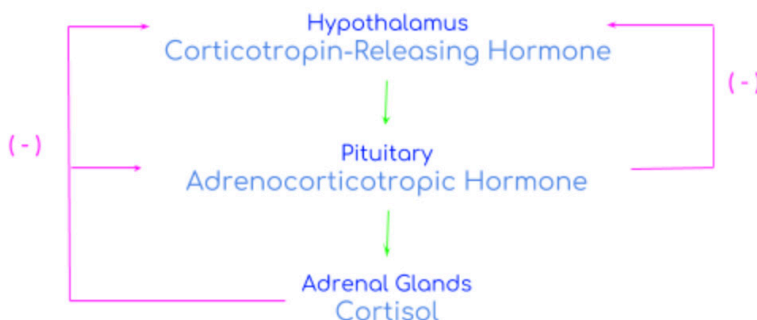 Hypothalamus
Corticotropin-Releasing Hormone
(-)
(-)
Pituitary
Adrenocorticotropic Hormone
Adrenal Glands
Cortisol